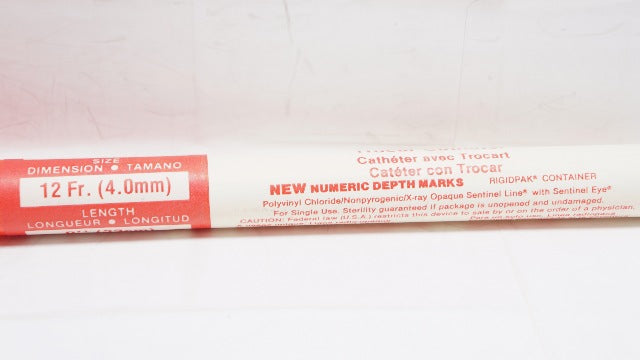 SIZE
DIMENSION • TAMANO
12 Fr. (4.0mm)
LENGTH
LONGUEUR • LONGITUD
Cathéter avec Trocart
Catéter con Trocar
NEW NUMERIC DEPTH MARKS
RIGIDPAK® CONTAINER
Polyvinyl Chloride/Nonpyrogenic/X-ray Opaque Sentinel Line® with Sentinel Eye®
For Single Use. Sterility guaranteed if package is unopened and undamaged.
CAUTION: Federal law (U.S.A.) restricts this device to sale by or on the order of a physician.